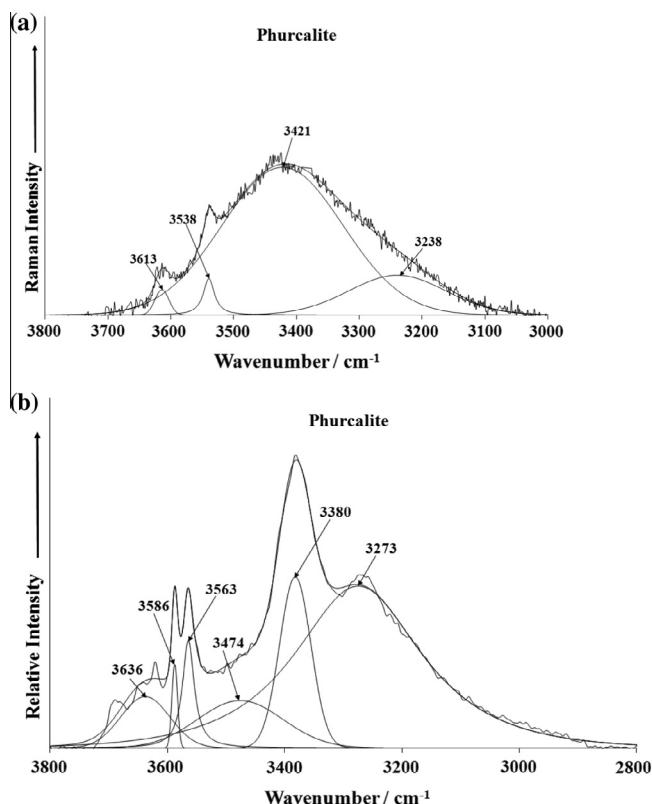 (a)
Phurcalite
Raman Intensity
3421
3538
3613
3238
3800 3700 3600 3500 3400 3300 3200 3100 3000
Wavenumber / cm-1
(b)
Phurcalite
Relative Intensity
3380
3273
3586
3563
3474
3636
3800 3600 3400 3200 3000 2800
Wavenumber / cm-1